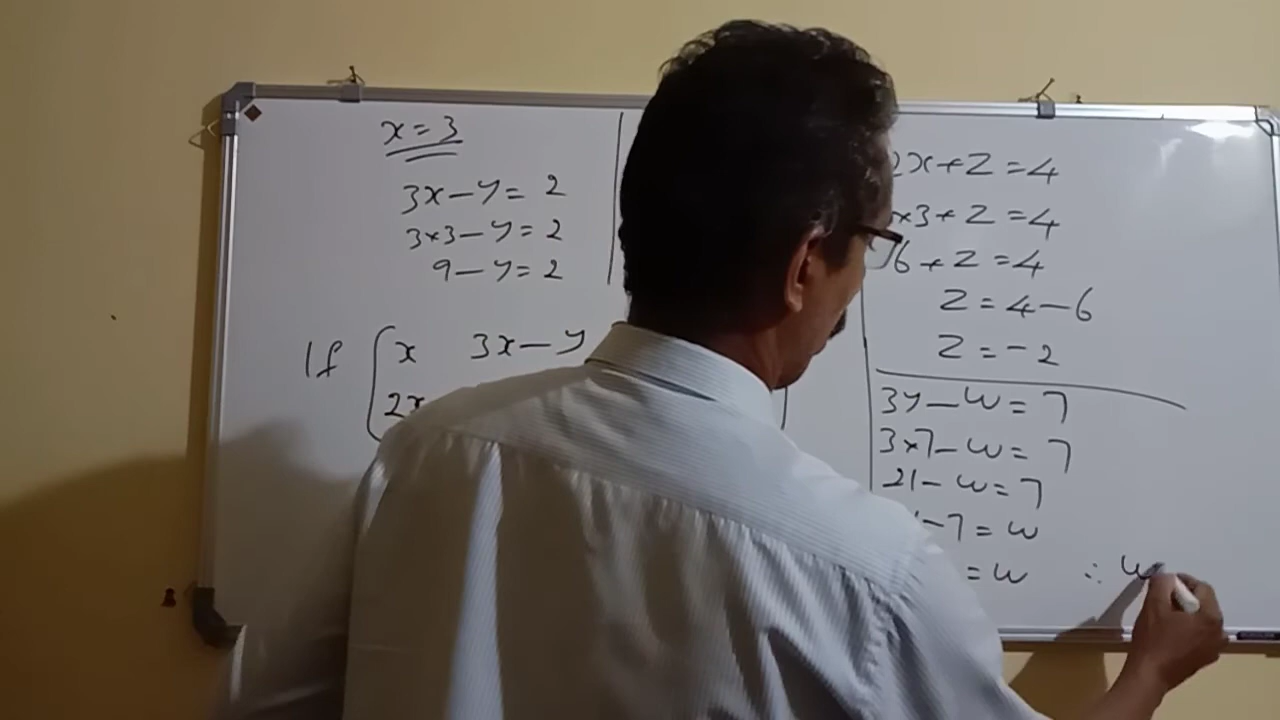 x = 3
3x - y = 2
3×3 - y = 2
9 - y = 2
If x 3x - y
2x
2x + z = 4
×3 + z = 4
6 + z = 4
z = 4 - 6
z = -2
3y - w = 7
3×7 - w = 7
21 - w = 7
- 7 = w
= w ∴ w